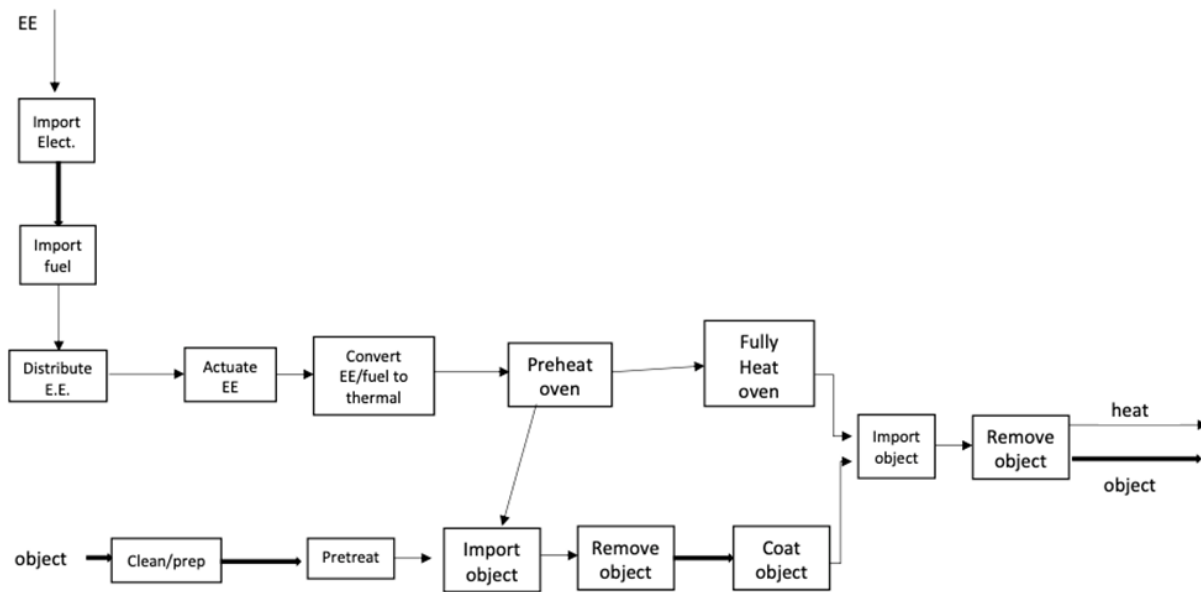 EE
Import
Elect.
Import
fuel
Distribute
E.E.
Actuate
EE
Convert
EE/fuel to
thermal
Preheat
oven
Fully
Heat
oven
Import
object
Remove
object
heat
object
object
Clean/prep
Pretreat
Import
object
Remove
object
Coat
object